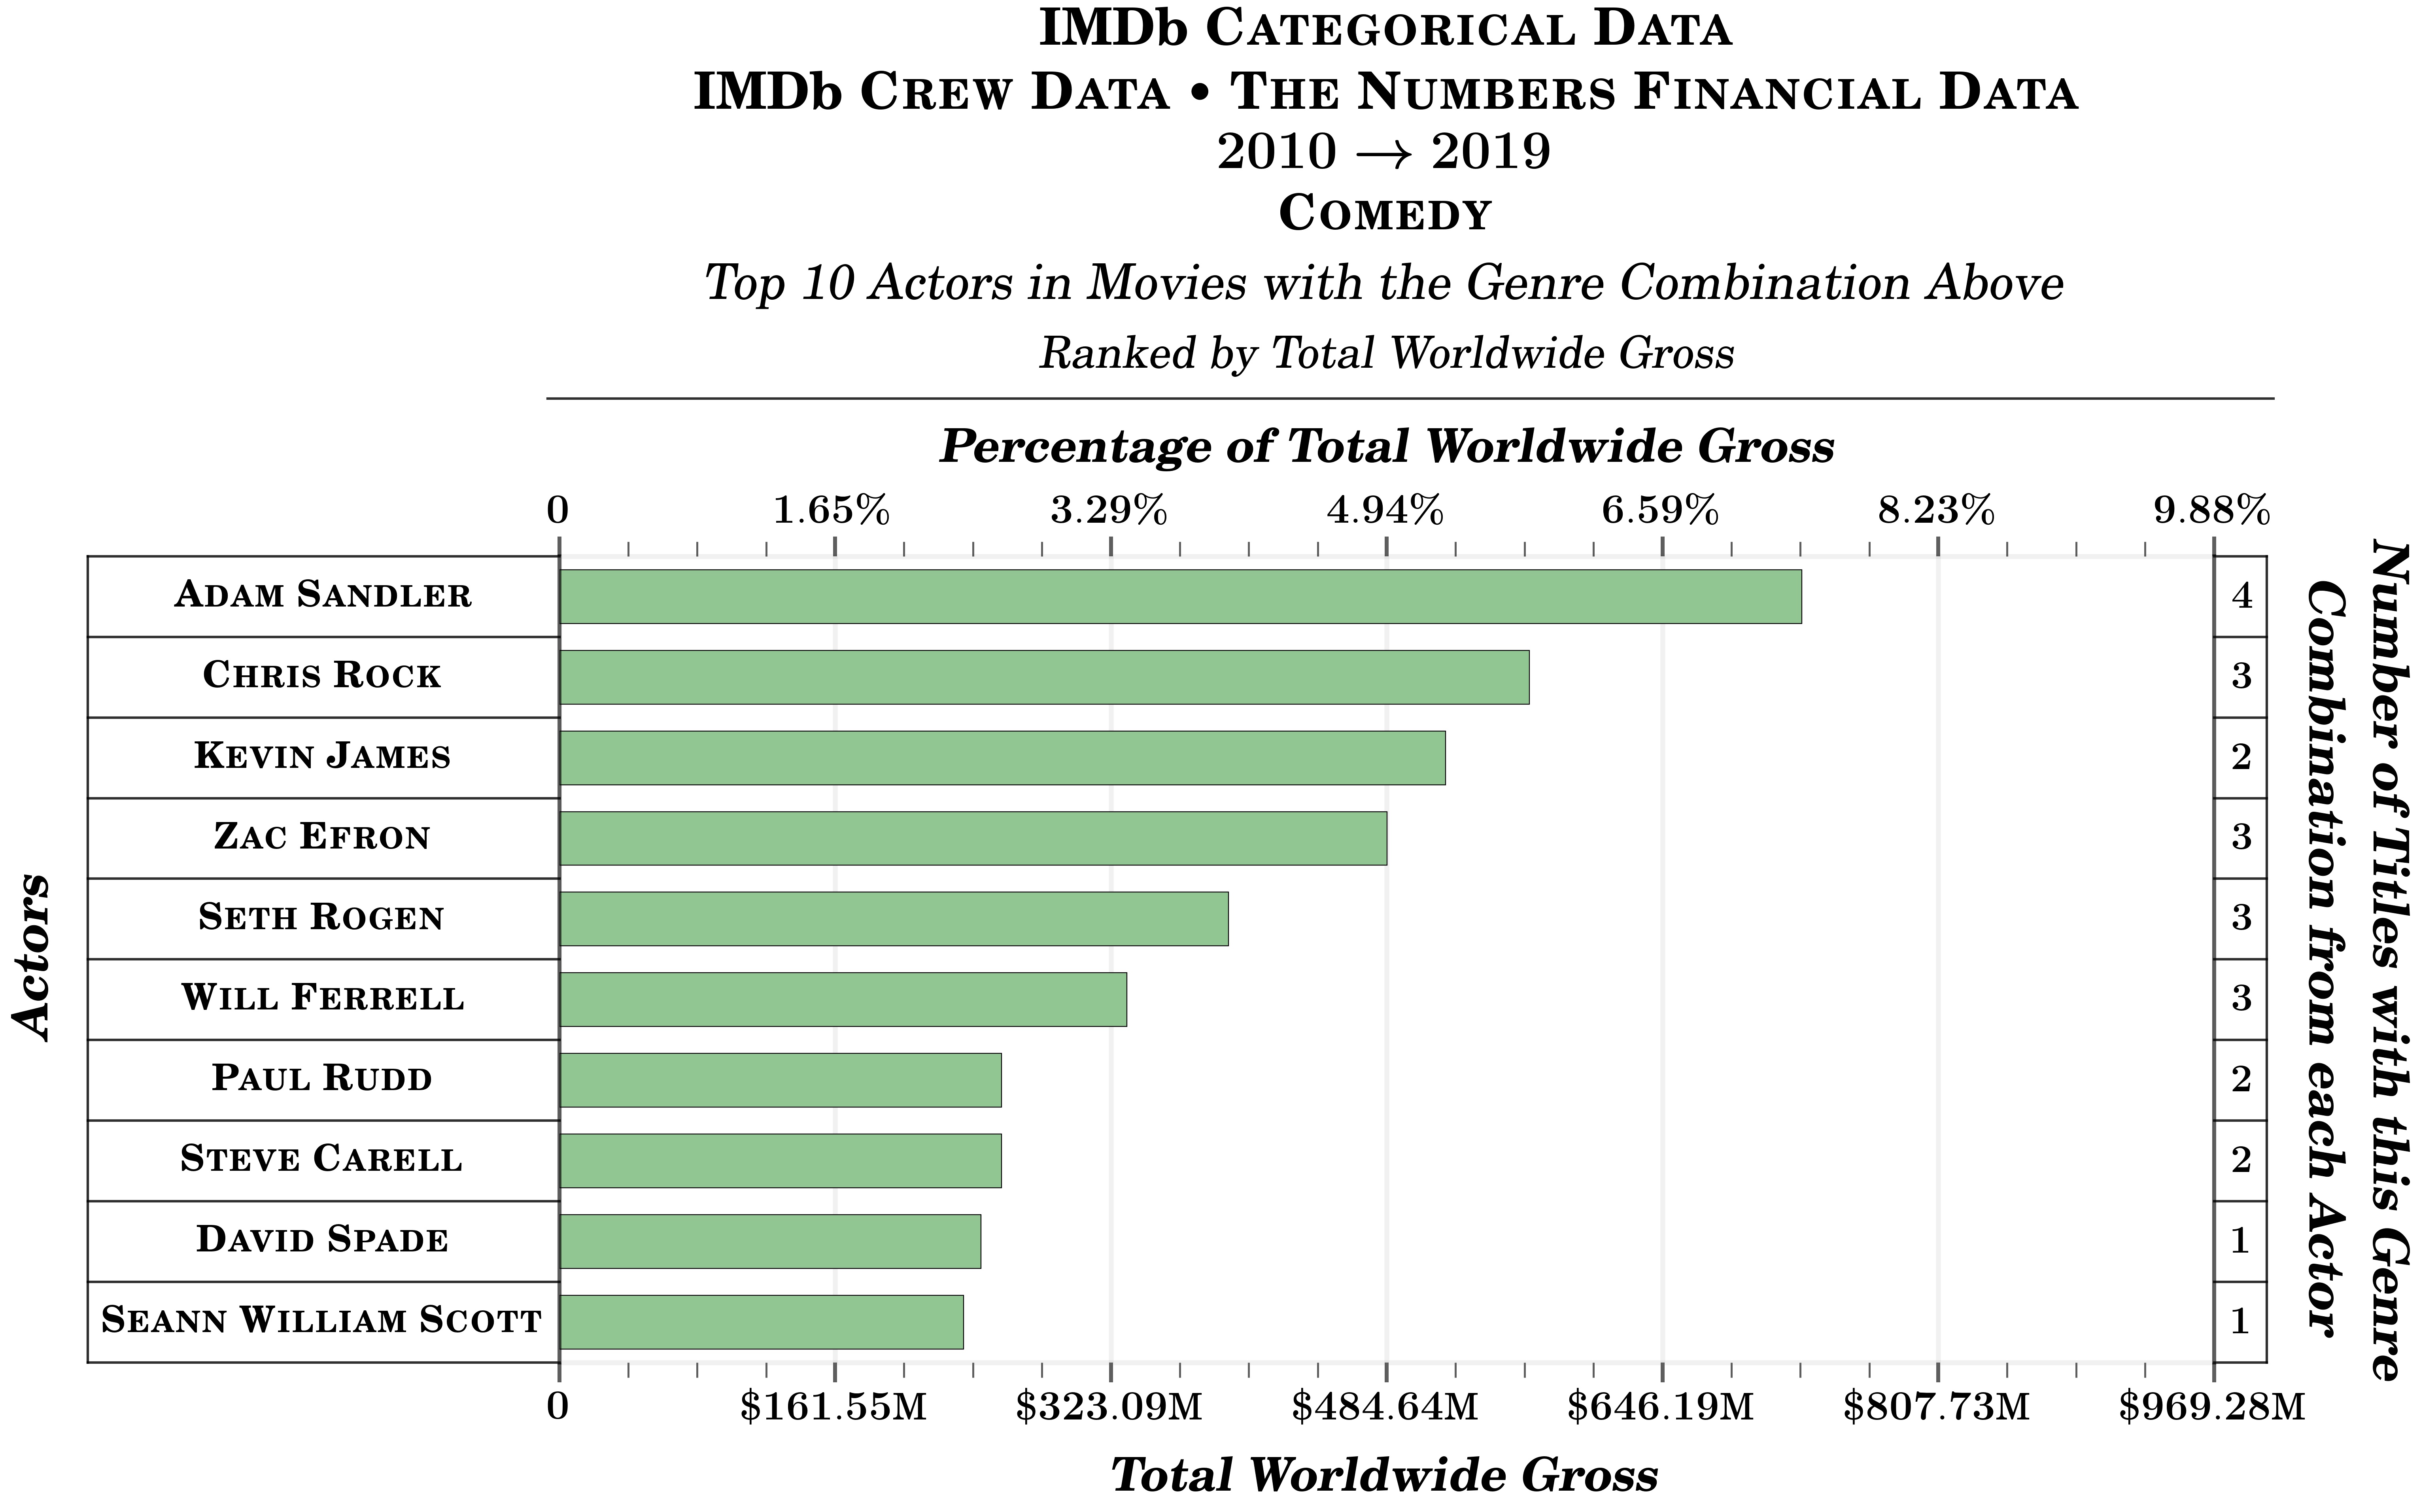 IMDb Categorical Data
IMDb Crew Data • The Numbers Financial Data
2010 → 2019
Comedy
Top 10 Actors in Movies with the Genre Combination Above
Ranked by Total Worldwide Gross
Percentage of Total Worldwide Gross
0 1.65% 3.29% 4.94% 6.59% 8.23% 9.88%
Adam Sandler 4
Chris Rock 3
Kevin James 2
Zac Efron 3
Seth Rogen 3
Will Ferrell 3
Paul Rudd 2
Steve Carell 2
David Spade 1
Seann William Scott 1
0 $161.55M $323.09M $484.64M $646.19M $807.73M $969.28M
Total Worldwide Gross
Actors
Number of Titles with this Genre
Combination from each Actor